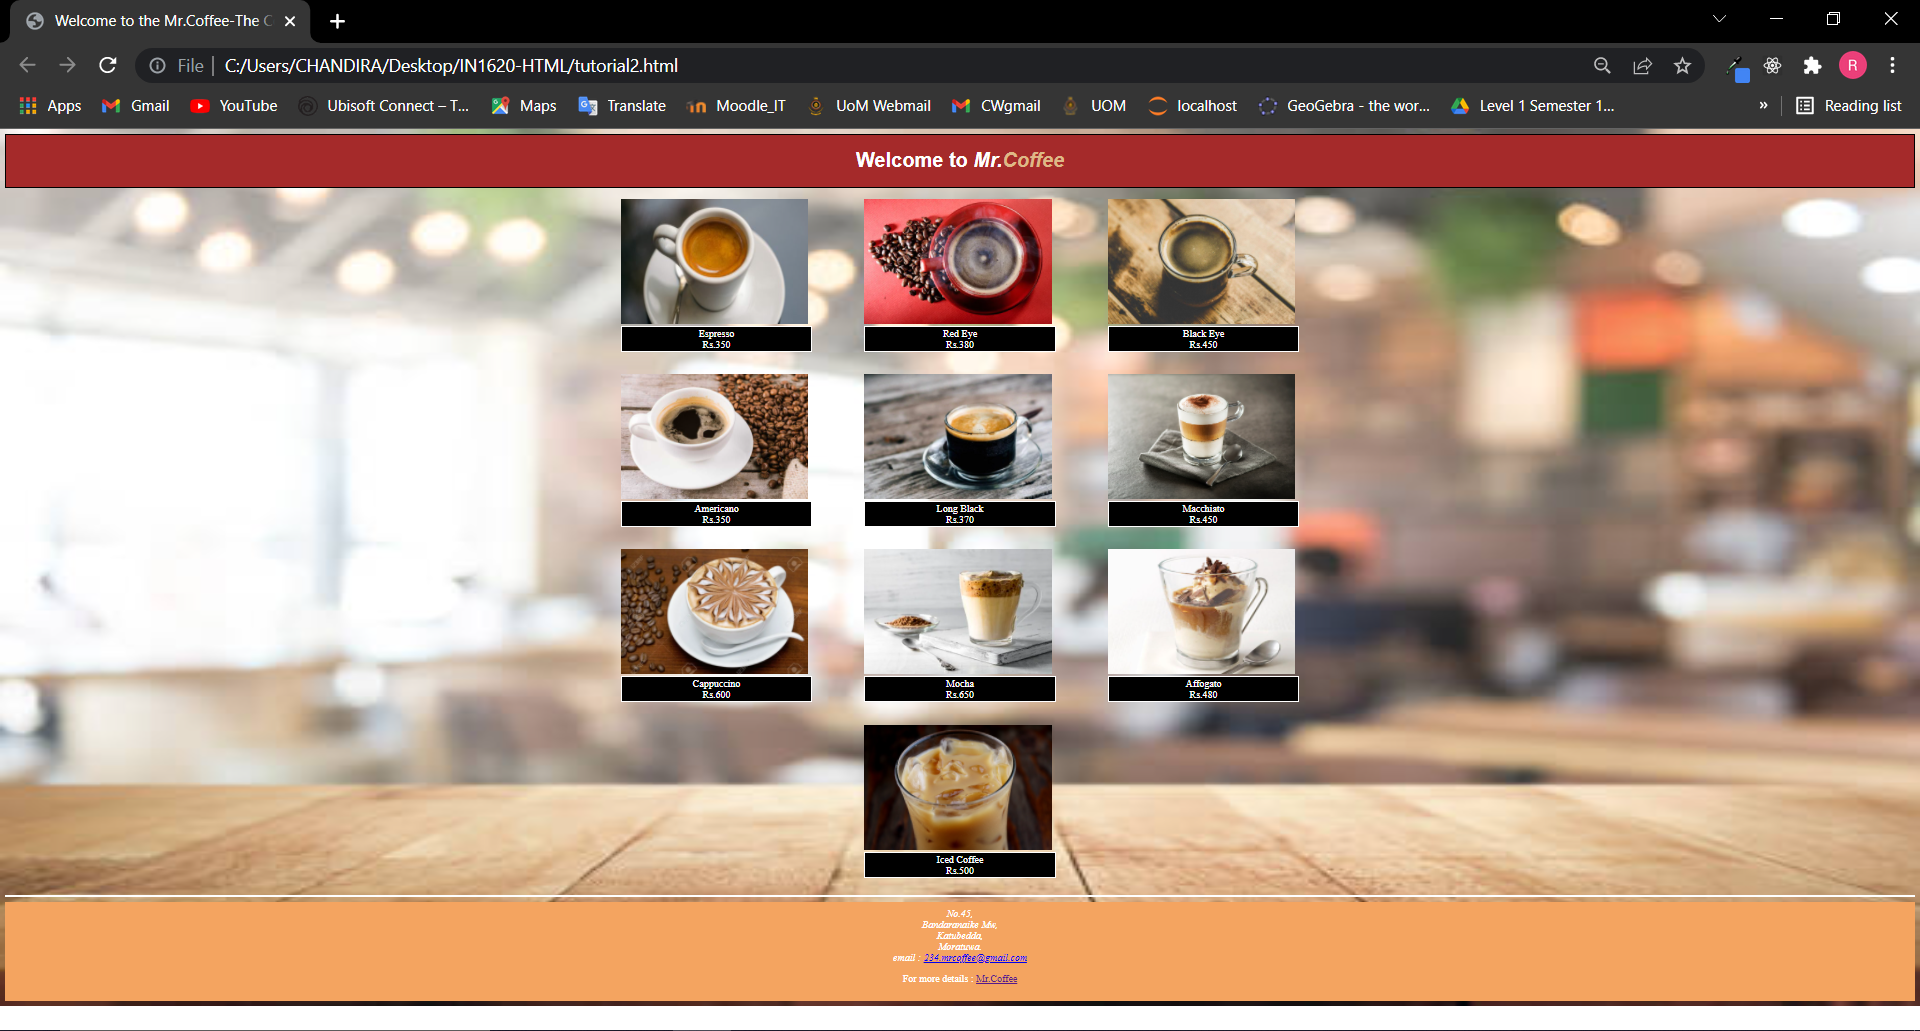 Welcome to the Mr.Coffee-The C
File | C:/Users/CHANDIRA/Desktop/IN1620-HTML/tutorial2.html
R
Apps Gmail YouTube Ubisoft Connect – T... Maps Translate Moodle_IT UoM Webmail CWgmail UOM localhost GeoGebra - the wor... Level 1 Semester 1... » Reading list
Welcome to Mr.Coffee
Espresso Red Eye Black Eye
Rs.350 Rs.380 Rs.450
Americano Long Black Macchiato
Rs.350 Rs.370 Rs.450
Cappuccino Mocha Affogato
Rs.600 Rs.650 Rs.480
Iced Coffee
Rs.500
No.45,
Bandaranaike Mw,
Katubedda,
Moratuwa.
email : 234.mrcoffee@gmail.com
For more details : Mr.Coffee